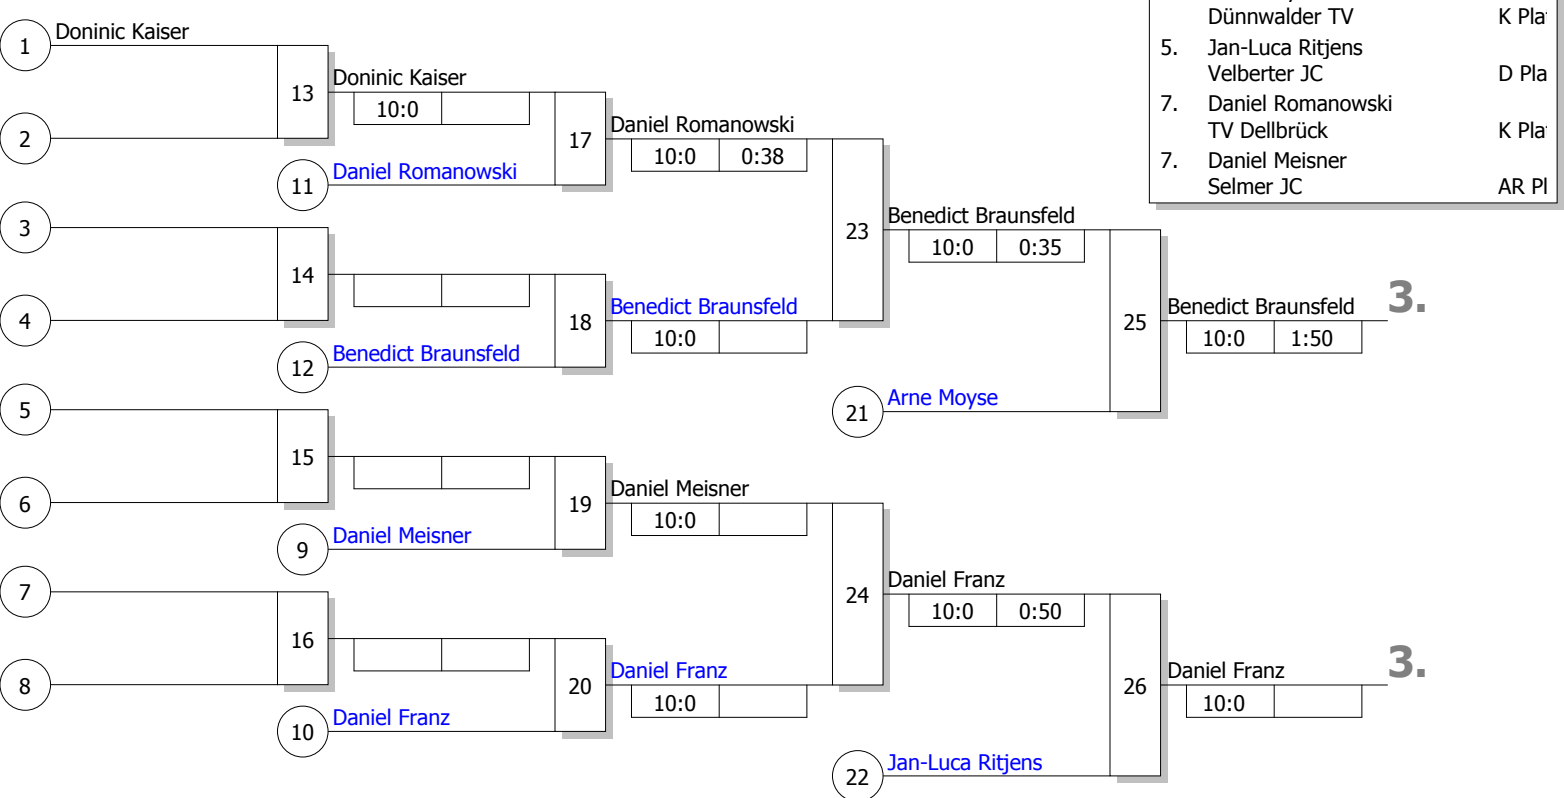 Dünnwalder TV K Pla
5. Jan-Luca Ritjens
Velberter JC D Pla
7. Daniel Romanowski
TV Dellbrück K Pla
7. Daniel Meisner
Selmer JC AR Pl
1 Doninic Kaiser
13 Doninic Kaiser
10:0
2
17 Daniel Romanowski
10:0 0:38
11 Daniel Romanowski
3
23 Benedict Braunsfeld
10:0 0:35
14
4
18 Benedict Braunsfeld
10:0
25 Benedict Braunsfeld 3.
10:0 1:50
12 Benedict Braunsfeld
5
21 Arne Moyse
15
6
19 Daniel Meisner
10:0
9 Daniel Meisner
7
24 Daniel Franz
10:0 0:50
16
8
20 Daniel Franz
10:0
26 Daniel Franz 3.
10:0
10 Daniel Franz
22 Jan-Luca Ritjens